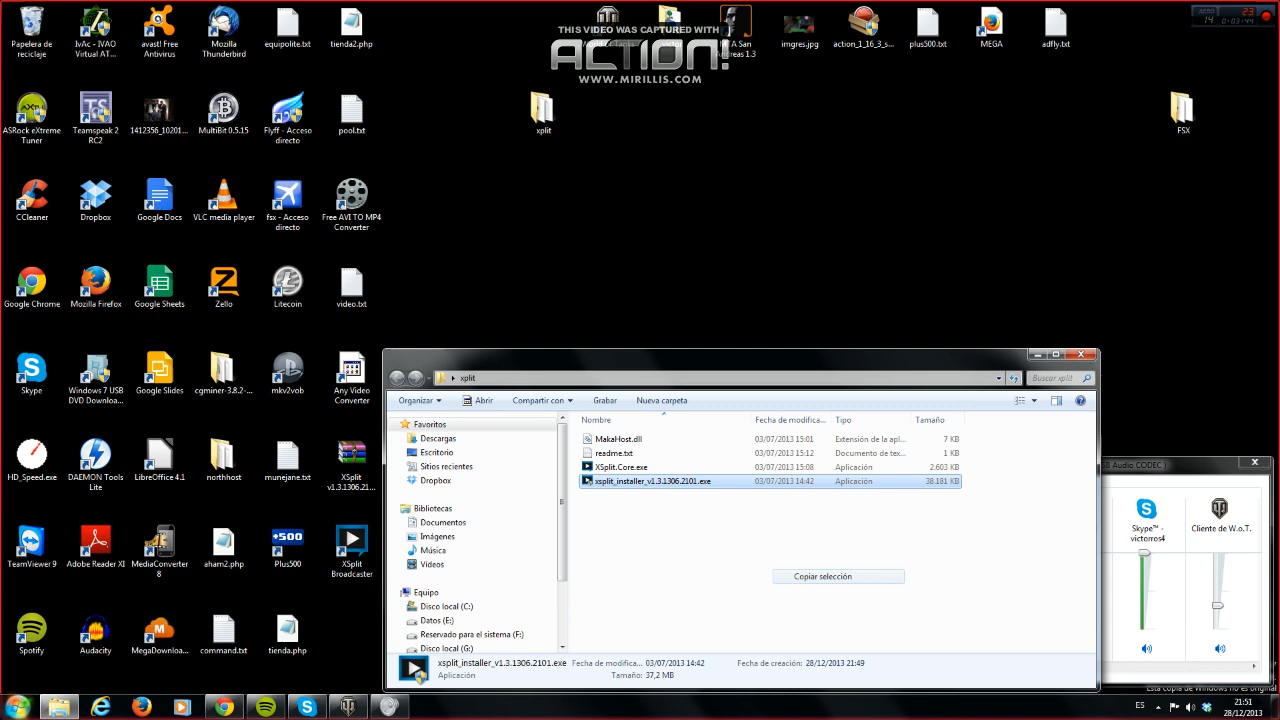 THIS VIDEO WAS CAPTURED WITH
ACTION!
WWW.MIRILLIS.COM
AERO
14
23
0:03:44
Papelera de reciclaje
IvAc - IVAO Virtual AT...
avast! Free Antivirus
Mozilla Thunderbird
equipolite.txt
tienda2.php
victor
MTA San Andreas 1.3
imgres.jpg
action_1_16_3_s...
plus500.txt
MEGA
adfly.txt
ASRock eXtreme Tuner
Teamspeak 2 RC2
1412356_10201...
MultiBit 0.5.15
Flyff - Acceso directo
pool.txt
xplit
FSX
CCleaner
Dropbox
Google Docs
VLC media player
fsx - Acceso directo
Free AVI TO MP4 Converter
Google Chrome
Mozilla Firefox
Google Sheets
Zello
Litecoin
video.txt
Skype
Windows 7 USB DVD Downloa...
Google Slides
cgminer-3.8.2-...
mkv2vob
Any Video Converter
HD_Speed.exe
DAEMON Tools Lite
LibreOffice 4.1
northhost
munejane.txt
XSplit v1.3.1306.21...
TeamViewer 9
Adobe Reader XI
MediaConverter 8
aham2.php
Plus500
XSplit Broadcaster
Spotify
Audacity
MegaDownloa...
command.txt
tienda.php
xplit
Buscar xplit
Organizar
Abrir
Compartir con
Grabar
Nueva carpeta
Favoritos
Descargas
Escritorio
Sitios recientes
Dropbox
Bibliotecas
Documentos
Imágenes
Música
Vídeos
Equipo
Disco local (C:)
Datos (E:)
Reservado para el sistema (F:)
Disco local (G:)
Nombre Fecha de modifica... Tipo Tamaño
MakaHost.dll 03/07/2013 15:01 Extensión de la apl... 7 KB
readme.txt 03/07/2013 15:12 Documento de tex... 1 KB
XSplit.Core.exe 03/07/2013 15:08 Aplicación 2.603 KB
xsplit_installer_v1.3.1306.2101.exe 03/07/2013 14:42 Aplicación 38.181 KB
Copiar selección
xsplit_installer_v1.3.1306.2101.exe Fecha de modifica... 03/07/2013 14:42 Fecha de creación: 28/12/2013 21:49
Aplicación Tamaño: 37,2 MB
Audio CODEC )
Skype™ - victorros4
Cliente de W.o.T.
Esta copia de Windows no es original
ES
21:51
28/12/2013